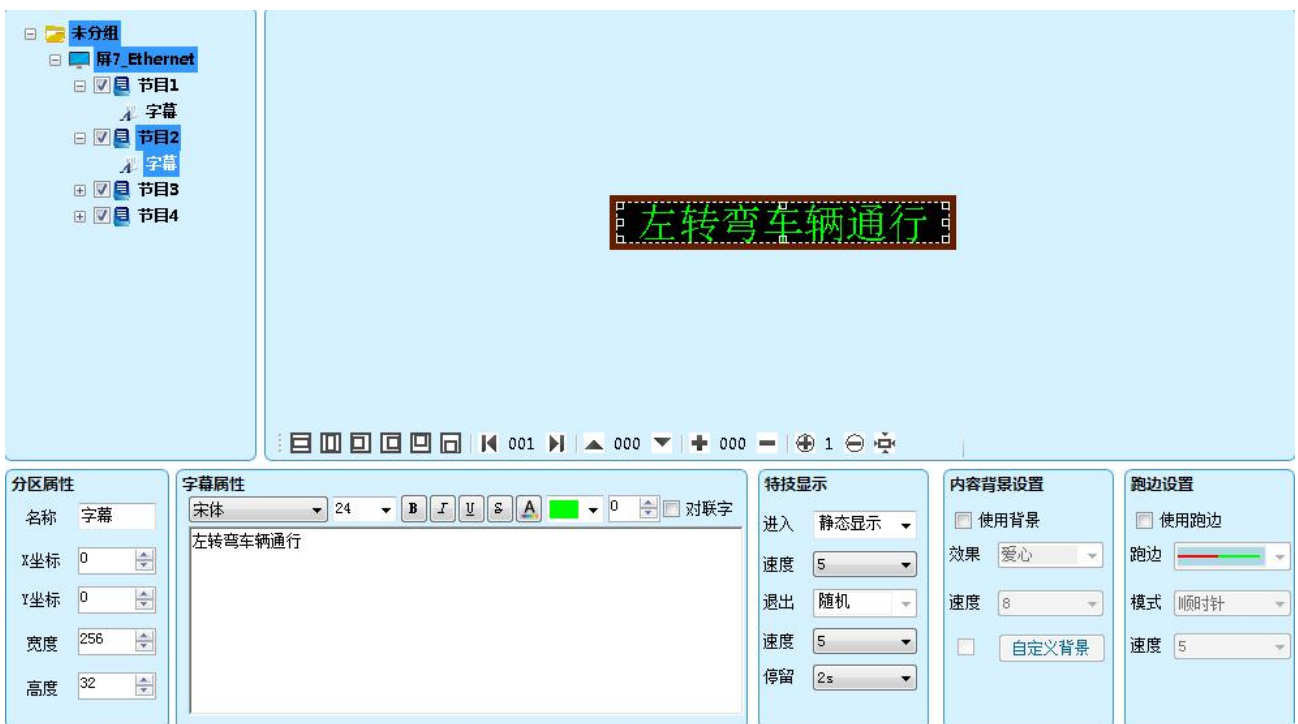 未分组
屏7_Ethernet
节目1
字幕
节目2
字幕
节目3
节目4
左转弯车辆通行
001 000 000 1
分区属性
名称 字幕
X坐标 0
Y坐标 0
宽度 256
高度 32
字幕属性
宋体 24 B I U S A 0 对联字
左转弯车辆通行
特技显示
进入 静态显示
速度 5
退出 随机
速度 5
停留 2s
内容背景设置
使用背景
效果 爱心
速度 8
自定义背景
跑边设置
使用跑边
跑边
模式 顺时针
速度 5